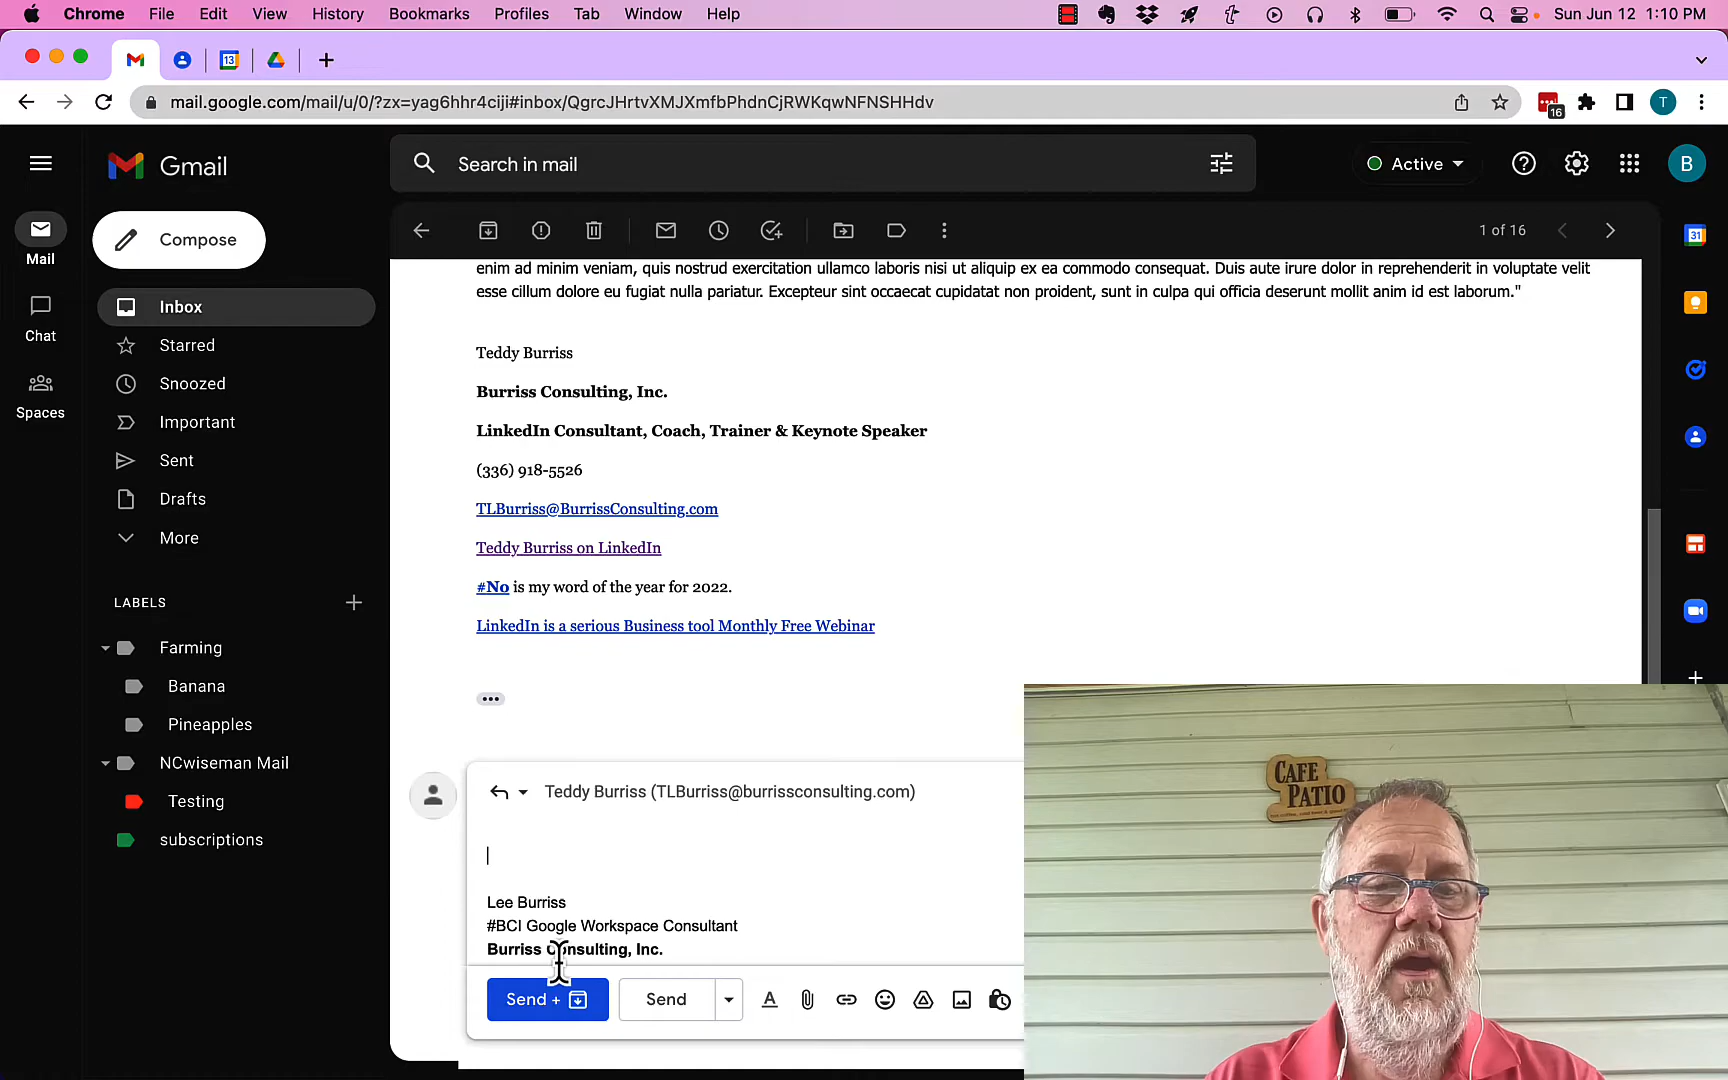 Chrome File Edit View History Bookmarks Profiles Tab Window Help Sun Jun 12 1:10 PM
13
mail.google.com/mail/u/0/?zx=yag6hhr4ciji#inbox/QgrcJHrtvXMJXmfbPhdnCjRWKqwNFNSHHdv
16
T
Gmail
Search in mail
Active
B
Mail
Compose
1 of 16
31
enim ad minim veniam, quis nostrud exercitation ullamco laboris nisi ut aliquip ex ea commodo consequat. Duis aute irure dolor in reprehenderit in voluptate velit
esse cillum dolore eu fugiat nulla pariatur. Excepteur sint occaecat cupidatat non proident, sunt in culpa qui officia deserunt mollit anim id est laborum."
Inbox
Chat
Starred
Teddy Burriss
Snoozed
Burriss Consulting, Inc.
Spaces
Important
LinkedIn Consultant, Coach, Trainer & Keynote Speaker
Sent
(336) 918-5526
Drafts
TLBurriss@BurrissConsulting.com
More
Teddy Burriss on LinkedIn
#No is my word of the year for 2022.
LABELS
LinkedIn is a serious Business tool Monthly Free Webinar
Farming
Banana
Pineapples
NCwiseman Mail
Testing
subscriptions
Teddy Burriss (TLBurriss@burrissconsulting.com)
Lee Burriss
#BCI Google Workspace Consultant
Burriss Consulting, Inc.
Send +
Send
A
CAFE
PATIO